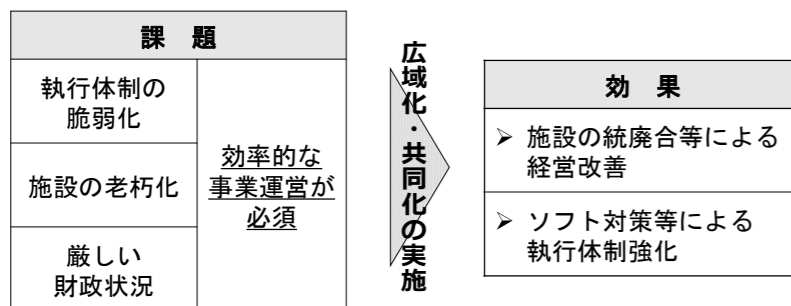 課　題
執行体制の
脆弱化
施設の老朽化
厳しい
財政状況
効率的な
事業運営が
必須
広域化・共同化の実施
効　果
➢ 施設の統廃合等による
経営改善
➢ ソフト対策等による
執行体制強化